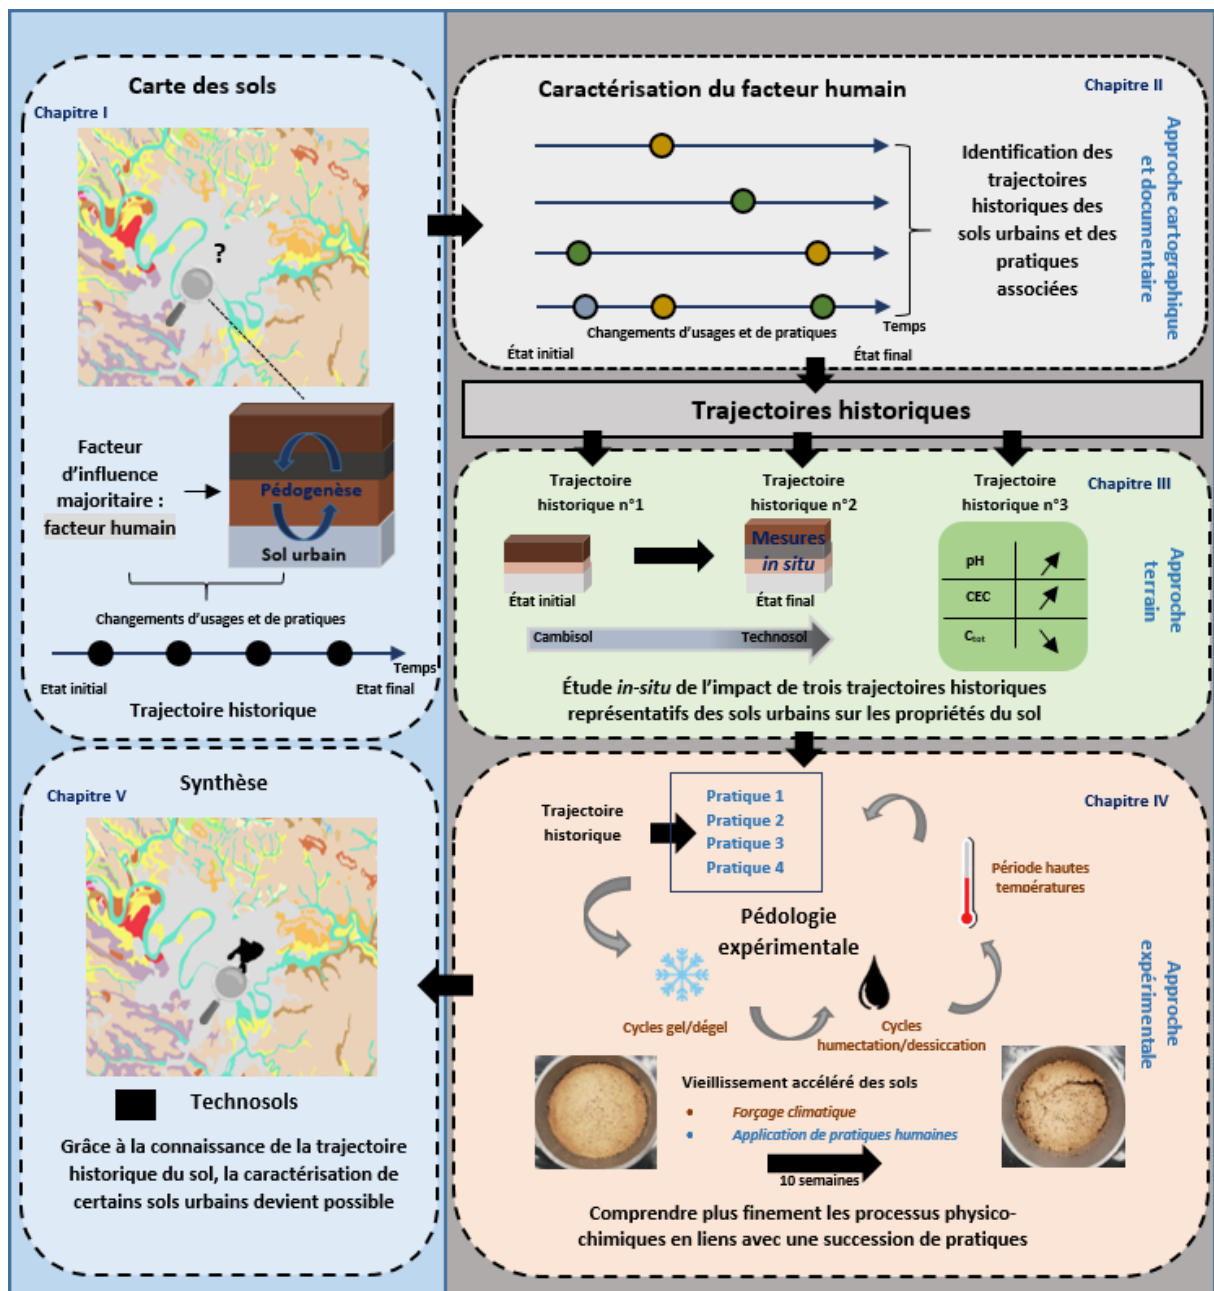 Carte des sols
Chapitre I
?
Facteur
d'influence
majoritaire :
facteur humain
Pédogenèse
Sol urbain
Changements d'usages et de pratiques
Temps
Etat initial
Etat final
Trajectoire historique
Caractérisation du facteur humain
Chapitre II
Approche cartographique
et documentaire
Identification des
trajectoires
historiques des
sols urbains et des
pratiques
associées
Changements d'usages et de pratiques
Temps
État initial
État final
Trajectoires historiques
Trajectoire
historique n°1
Trajectoire
historique n°2
Trajectoire
historique n°3
Chapitre III
Approche
terrain
Mesures
in situ
État initial
État final
Cambisol
Technosol
pH
CEC
Ctot
Étude in-situ de l'impact de trois trajectoires historiques
représentatifs des sols urbains sur les propriétés du sol
Chapitre IV
Approche
expérimentale
Trajectoire
historique
Pratique 1
Pratique 2
Pratique 3
Pratique 4
Période hautes
températures
Pédologie
expérimentale
Cycles gel/dégel
Cycles
humectation/dessiccation
Vieillissement accéléré des sols
• Forçage climatique
• Application de pratiques humaines
10 semaines
Comprendre plus finement les processus physico-
chimiques en liens avec une succession de pratiques
Synthèse
Chapitre V
Technosols
Grâce à la connaissance de la trajectoire
historique du sol, la caractérisation de
certains sols urbains devient possible